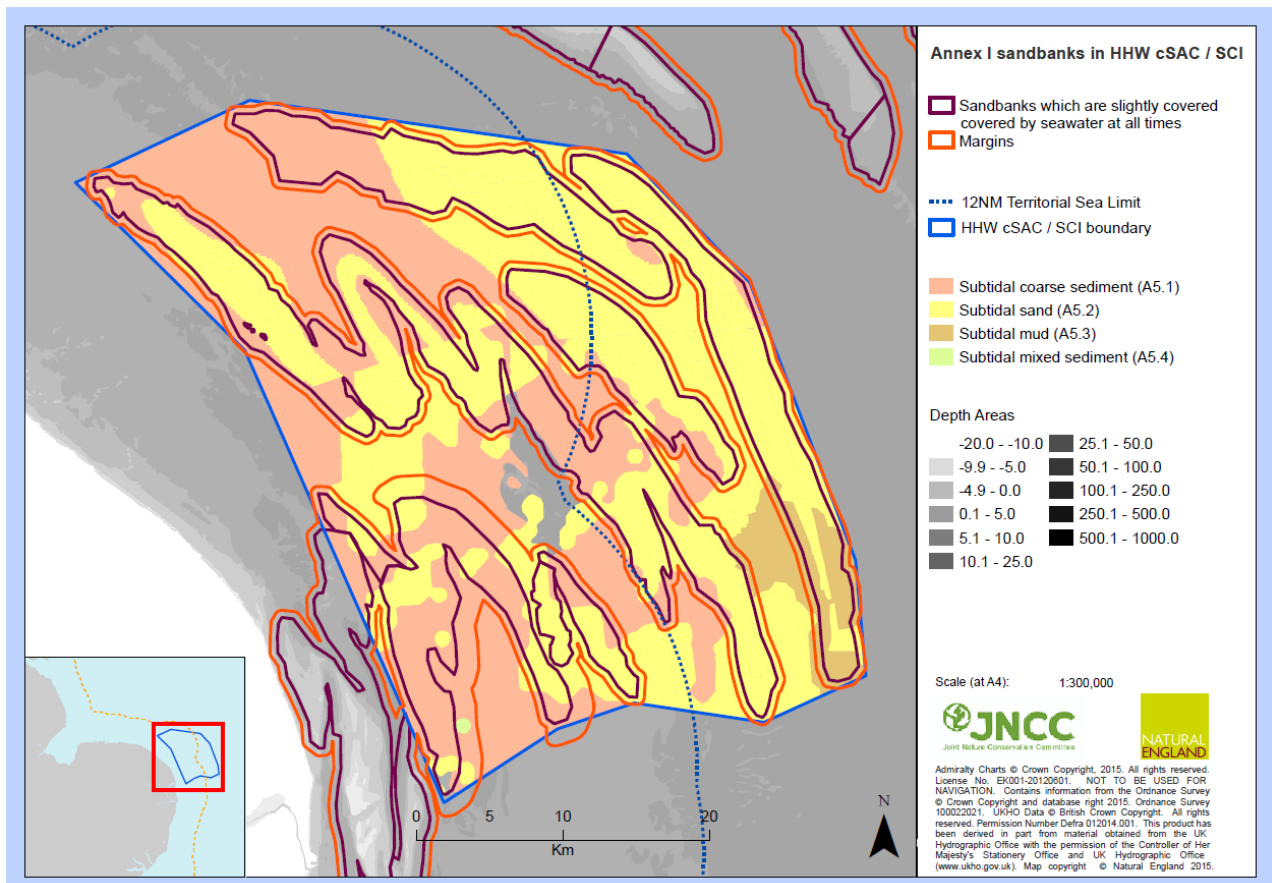 Annex I sandbanks in HHW cSAC / SCI
Sandbanks which are slightly covered
covered by seawater at all times
Margins
12NM Territorial Sea Limit
HHW cSAC / SCI boundary
Subtidal coarse sediment (A5.1)
Subtidal sand (A5.2)
Subtidal mud (A5.3)
Subtidal mixed sediment (A5.4)
Depth Areas
-20.0 - -10.0
-9.9 - -5.0
-4.9 - 0.0
0.1 - 5.0
5.1 - 10.0
10.1 - 25.0
25.1 - 50.0
50.1 - 100.0
100.1 - 250.0
250.1 - 500.0
500.1 - 1000.0
Scale (at A4): 1:300,000
JNCC
Joint Nature Conservation Committee
NATURAL
ENGLAND
Admiralty Charts © Crown Copyright, 2015. All rights reserved.
License No. EK001-20120601. NOT TO BE USED FOR
NAVIGATION. Contains information from the Ordnance Survey
© Crown Copyright and database right 2015. Ordnance Survey
100022021. UKHO Data © British Crown Copyright. All rights
reserved. Permission Number Defra 012014.001. This product has
been derived in part from material obtained from the UK
Hydrographic Office with the permission of the Controller of Her
Majesty's Stationery Office and UK Hydrographic Office
(www.ukho.gov.uk). Map copyright © Natural England 2015.
0 5 10 20
Km
N